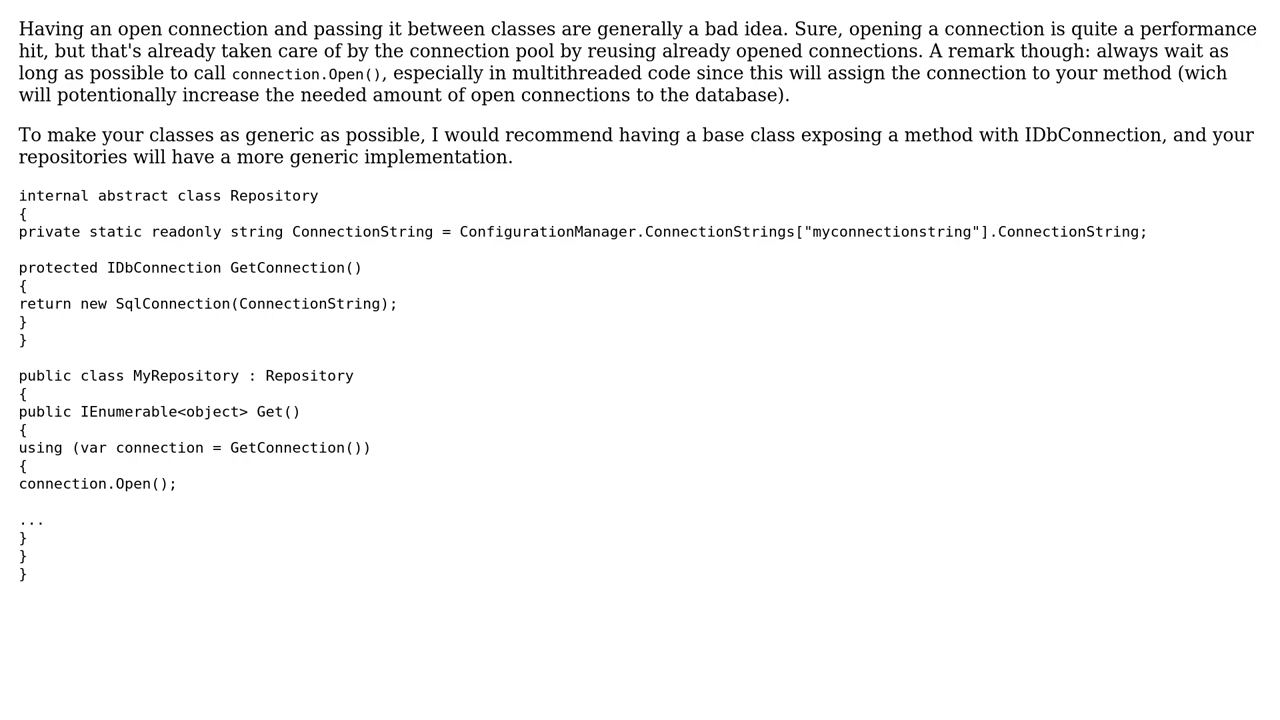 Having an open connection and passing it between classes are generally a bad idea. Sure, opening a connection is quite a performance
hit, but that's already taken care of by the connection pool by reusing already opened connections. A remark though: always wait as
long as possible to call connection.Open(), especially in multithreaded code since this will assign the connection to your method (wich
will potentionally increase the needed amount of open connections to the database).

To make your classes as generic as possible, I would recommend having a base class exposing a method with IDbConnection, and your
repositories will have a more generic implementation.

internal abstract class Repository
{
private static readonly string ConnectionString = ConfigurationManager.ConnectionStrings["myconnectionstring"].ConnectionString;

protected IDbConnection GetConnection()
{
return new SqlConnection(ConnectionString);
}
}

public class MyRepository : Repository
{
public IEnumerable<object> Get()
{
using (var connection = GetConnection())
{
connection.Open();

...
}
}
}